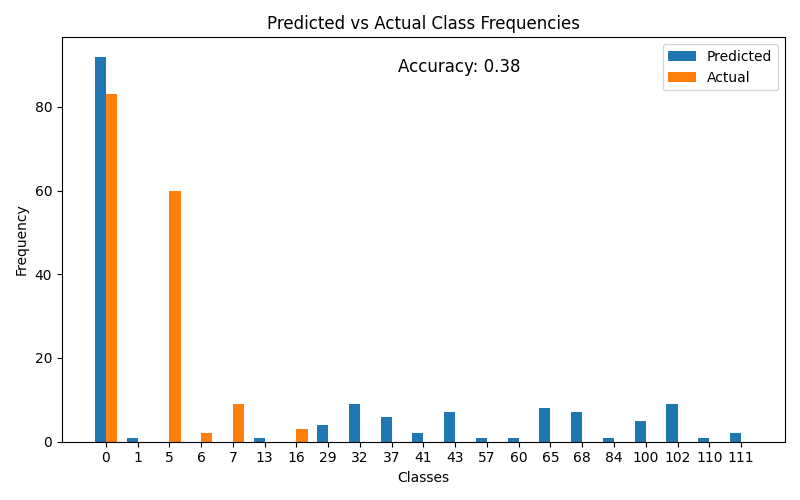 Predicted vs Actual Class Frequencies
Accuracy: 0.38
Predicted
Actual
Frequency
80
60
40
20
0
0 1 5 6 7 13 16 29 32 37 41 43 57 60 65 68 84 100 102 110 111
Classes